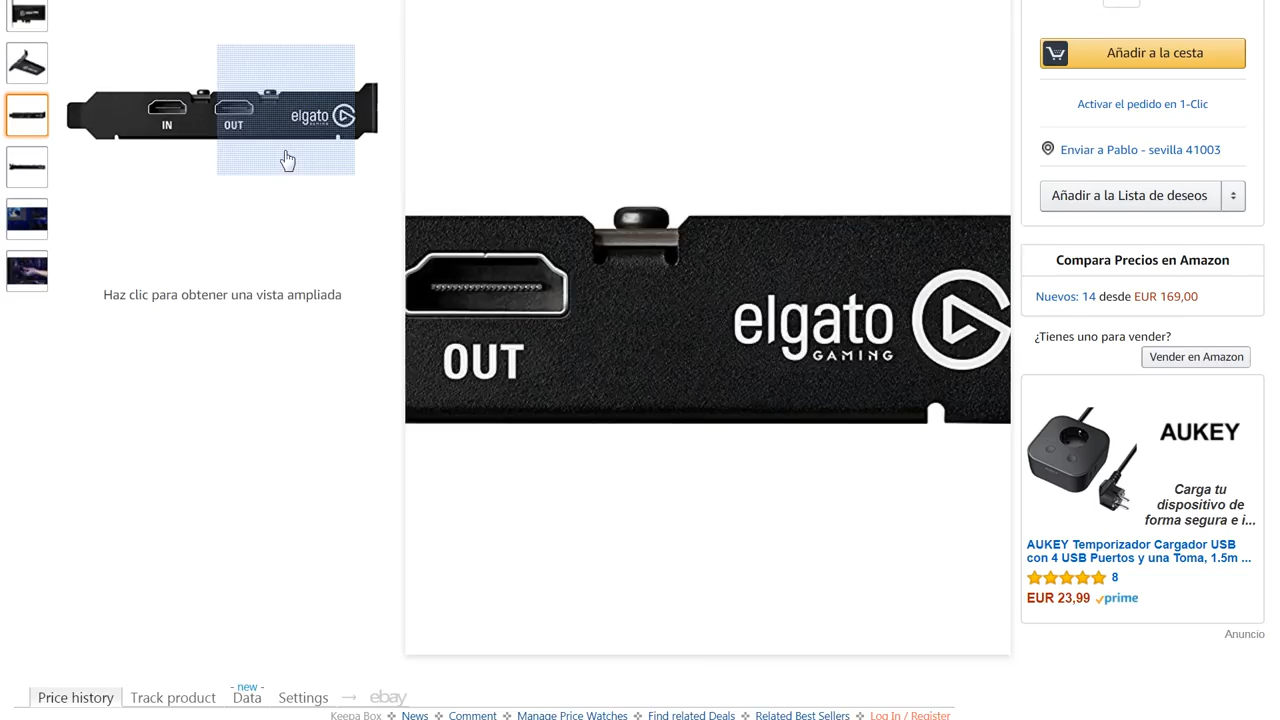 IN
OUT
elgato
GAMING
Haz clic para obtener una vista ampliada
OUT
elgato
GAMING
Añadir a la cesta
Activar el pedido en 1-Clic
Enviar a Pablo - sevilla 41003
Añadir a la Lista de deseos
Compara Precios en Amazon
Nuevos: 14 desde EUR 169,00
¿Tienes uno para vender?
Vender en Amazon
AUKEY
Carga tu
dispositivo de
forma segura e i...
AUKEY Temporizador Cargador USB
con 4 USB Puertos y una Toma, 1.5m ...
8
EUR 23,99 prime
Anuncio
- new -
Price history Track product Data Settings → ebay
Keepa Box ❖ News ❖ Comment ❖ Manage Price Watches ❖ Find related Deals ❖ Related Best Sellers ❖ Log In / Register